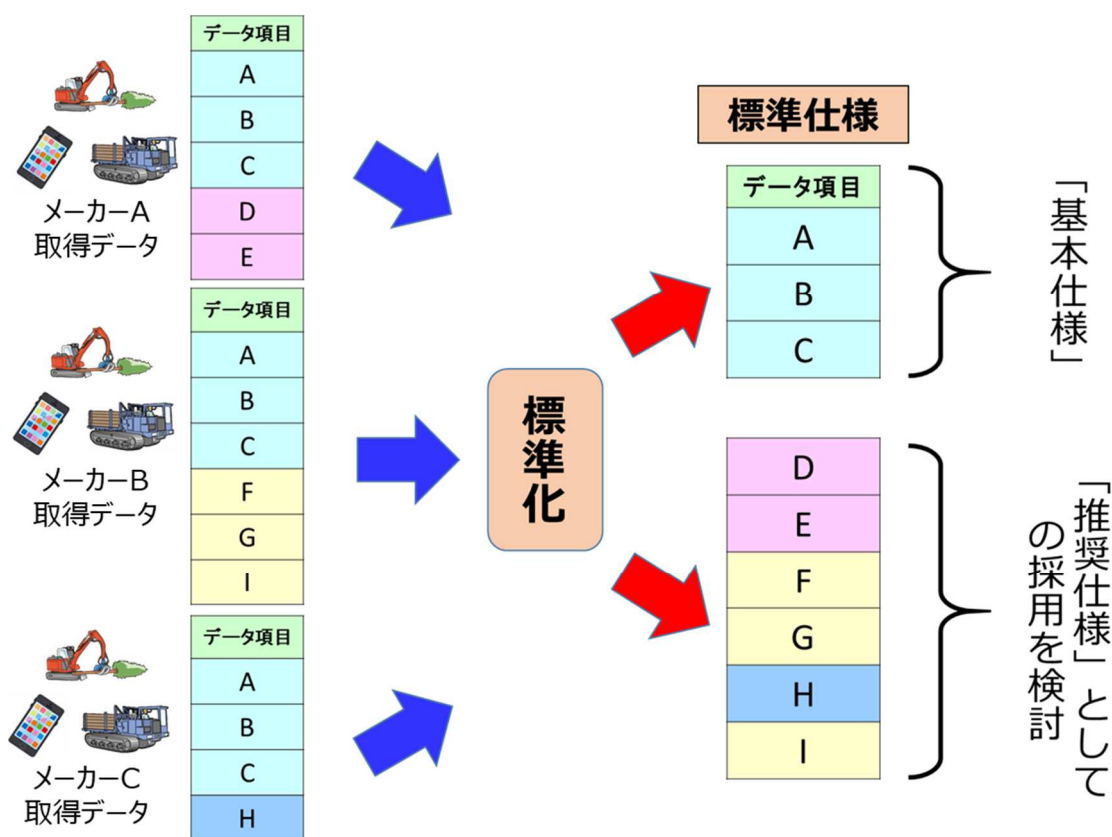 データ項目
A
B
C
D
E
メーカーA
取得データ
データ項目
A
B
C
F
G
I
メーカーB
取得データ
データ項目
A
B
C
H
メーカーC
取得データ
標準化
標準仕様
データ項目
A
B
C
「基本仕様」
D
E
F
G
H
I
「推奨仕様」として
の採用を検討